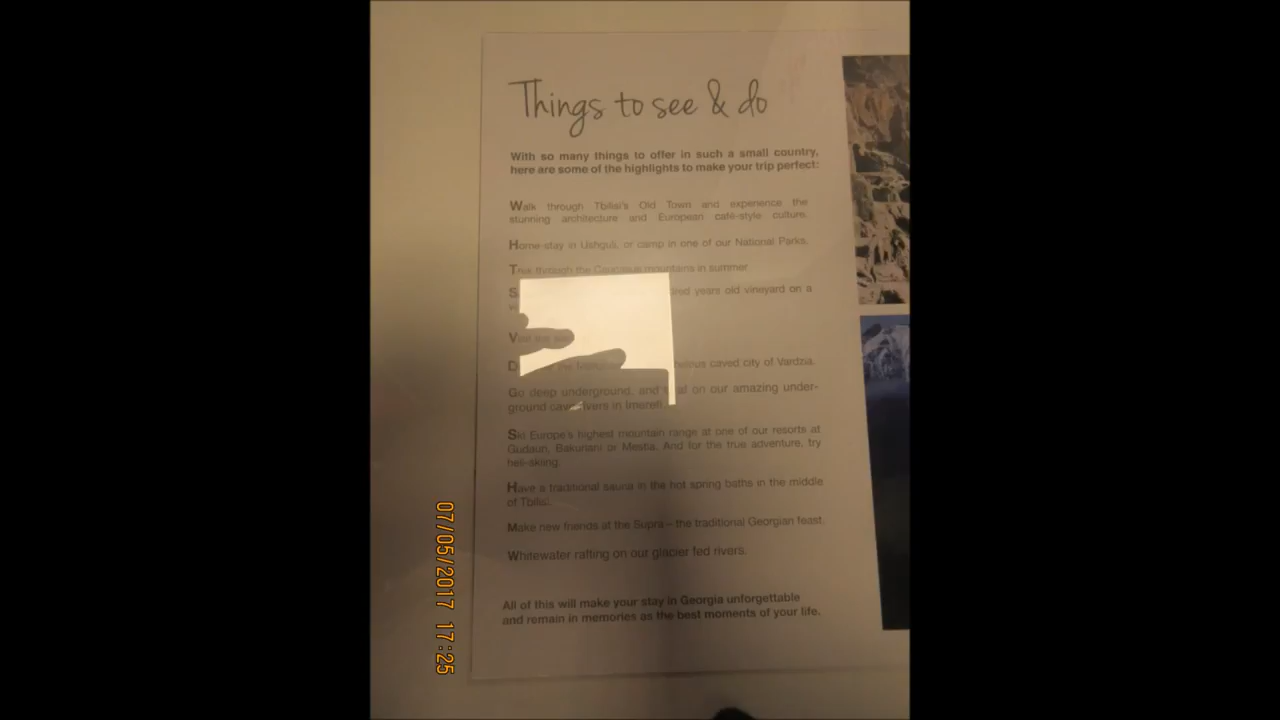 Things to see & do
With so many things to offer in such a small country,
here are some of the highlights to make your trip perfect:
Walk through Tbilisi's Old Town and experience the
stunning architecture and European café-style culture.
Home-stay in Ushguli, or camp in one of our National Parks.
Trek through the Caucasus mountains in summer
years old vineyard on a
caved city of Vardzia.
Go deep underground, and on our amazing under-
ground cave rivers in Imereti
Ski Europe's highest mountain range at one of our resorts at
Gudauri, Bakuriani or Mestia. And for the true adventure, try
heli-skiing.
Have a traditional sauna in the hot spring baths in the middle
of Tbilisi.
Make new friends at the Supra – the traditional Georgian feast.
Whitewater rafting on our glacier fed rivers.
All of this will make your stay in Georgia unforgettable
and remain in memories as the best moments of your life.
07/05/2017 17:25